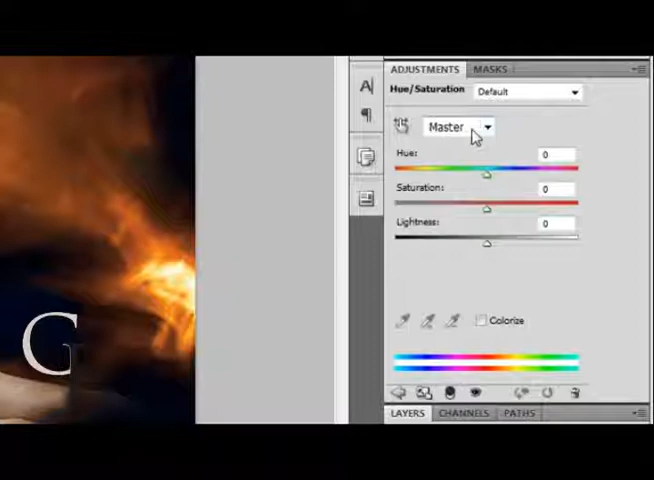 ADJUSTMENTS MASKS
Hue/Saturation Default
Master
Hue: 0
Saturation: 0
Lightness: 0
Colorize
LAYERS CHANNELS PATHS
G